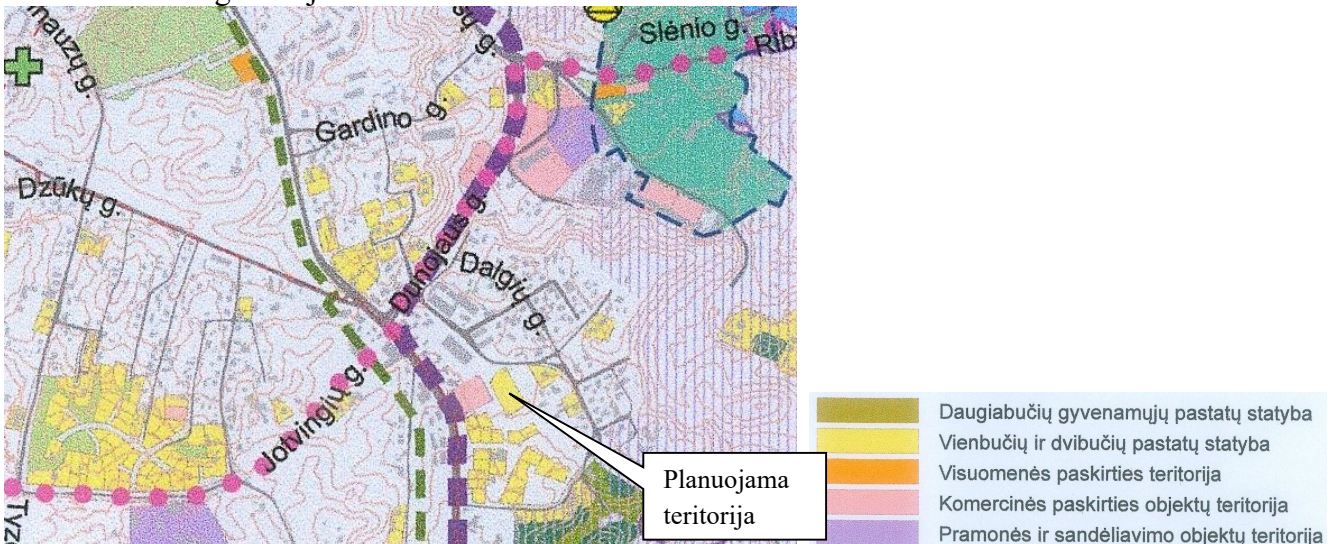 Slėnio g.
Gardino g.
Dzūkų g.
Dunojaus g.
Dalgių g.
Jotvingių g.
Planuojama
teritorija
Daugiabučių gyvenamųjų pastatų statyba
Vienbučių ir dvibučių pastatų statyba
Visuomenės paskirties teritorija
Komercinės paskirties objektų teritorija
Pramonės ir sandėliavimo objektų teritorija